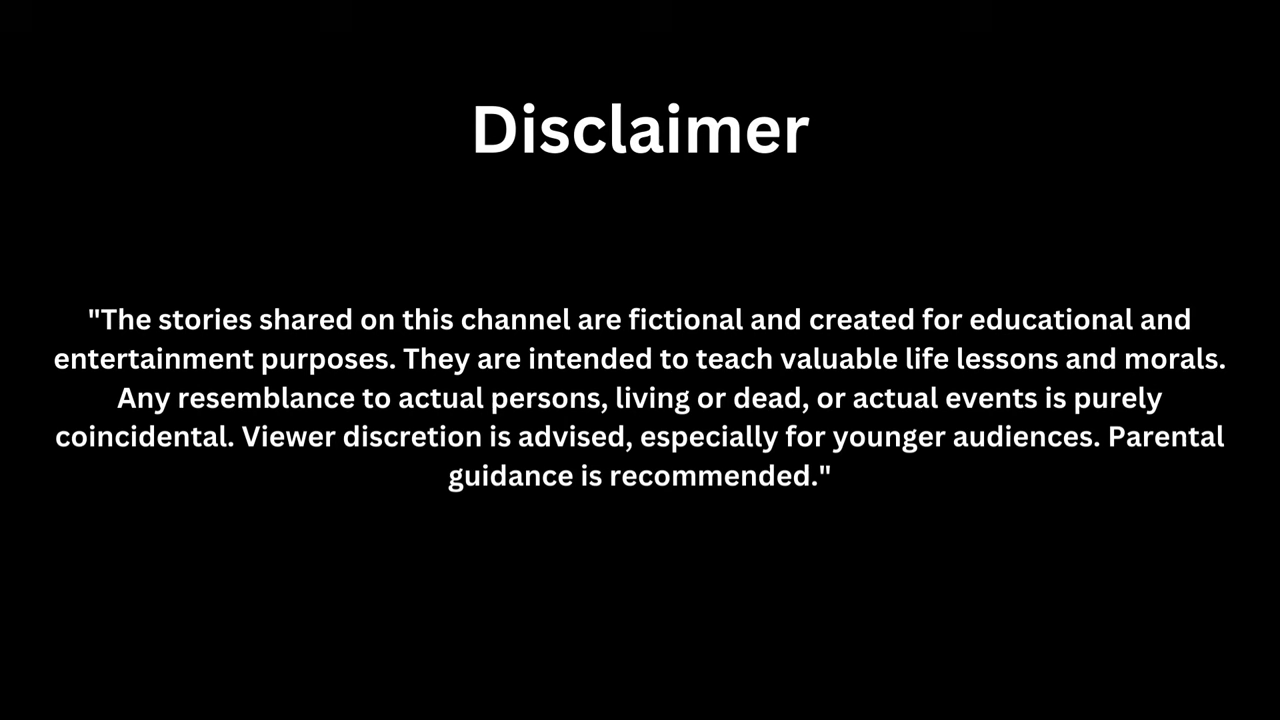 Disclaimer
"The stories shared on this channel are fictional and created for educational and
entertainment purposes. They are intended to teach valuable life lessons and morals.
Any resemblance to actual persons, living or dead, or actual events is purely
coincidental. Viewer discretion is advised, especially for younger audiences. Parental
guidance is recommended."